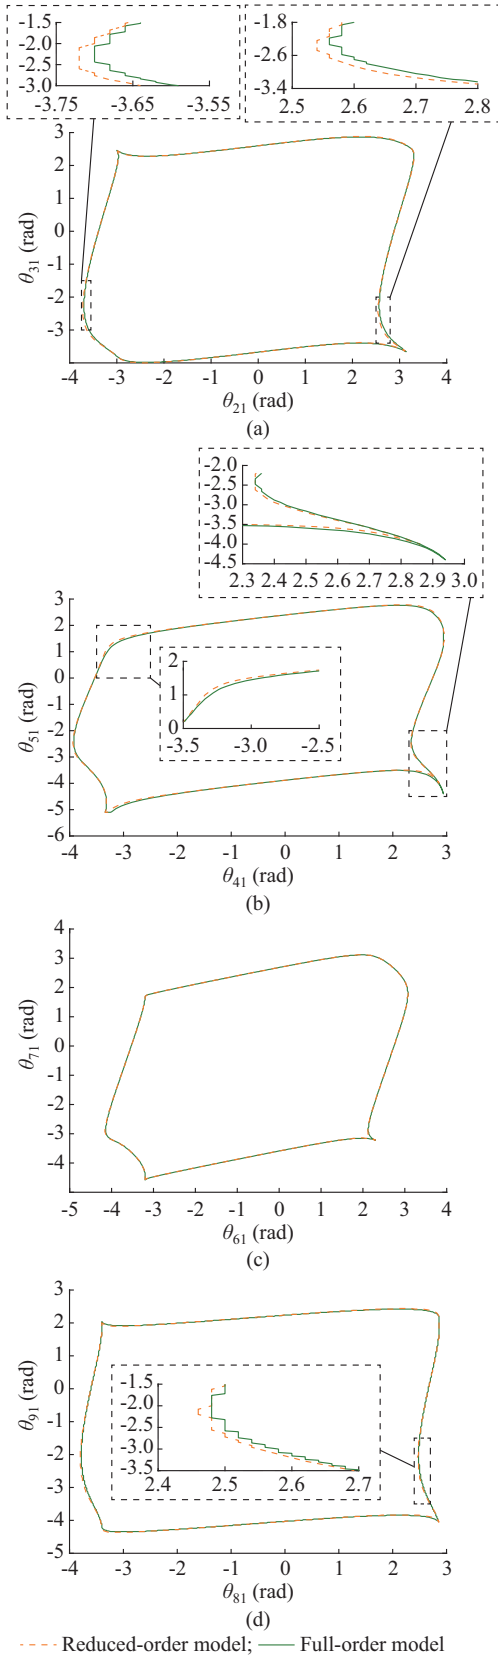 -1.5
-2.0
-2.5
-3.0
-3.75 -3.65 -3.55
-1.8
-2.6
-3.4
2.5 2.6 2.7 2.8
3
2
1
0
-1
-2
-3
-4 -3 -2 -1 0 1 2 3 4
θ31 (rad)
θ21 (rad)
(a)
-2.0
-2.5
-3.0
-3.5
-4.0
-4.5
2.3 2.4 2.5 2.6 2.7 2.8 2.9 3.0
3
2
1
0
-1
-2
-3
-4
-5
-6
-4 -3 -2 -1 0 1 2 3
2
1
0
-3.5 -3.0 -2.5
θ51 (rad)
θ41 (rad)
(b)
4
3
2
1
0
-1
-2
-3
-4
-5 -4 -3 -2 -1 0 1 2 3 4
θ71 (rad)
θ61 (rad)
(c)
3
2
1
0
-1
-2
-3
-4
-5
-4 -3 -2 -1 0 1 2 3
-1.5
-2.0
-2.5
-3.0
-3.5
2.4 2.5 2.6 2.7
θ91 (rad)
θ81 (rad)
(d)
Reduced-order model; Full-order model